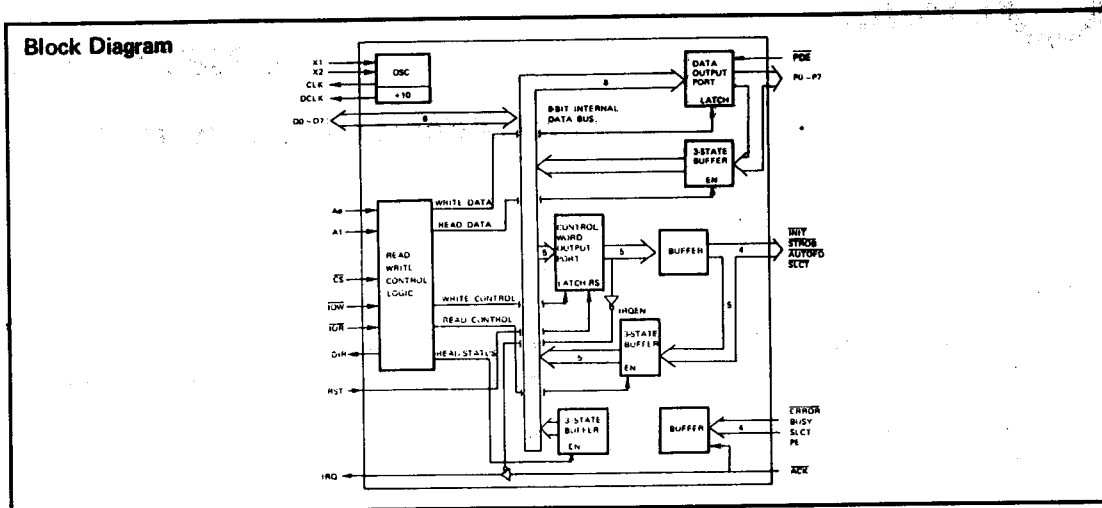 Block Diagram
X1
X2
CLK
DCLK
OSC
÷10
D0~D7
8
A0
A1
CS
IOW
IOR
DIR
RST
IRQ
READ
WRITE
CONTROL
LOGIC
WRITE DATA
READ DATA
WRITE CONTROL
READ CONTROL
READ STATUS
8
8-BIT INTERNAL
DATA BUS.
DATA
OUTPUT
PORT
LATCH
3-STATE
BUFFER
EN
5
CONTROL
WORD
OUTPUT
PORT
LATCH RS
5
BUFFER
4
5
IRQEN
3-STATE
BUFFER
EN
5
3-STATE
BUFFER
EN
BUFFER
4
PDE
P0~P7
INIT
STROB
AUTOFD
SLCT
ERROR
BUSY
SLCT
PE
ACK